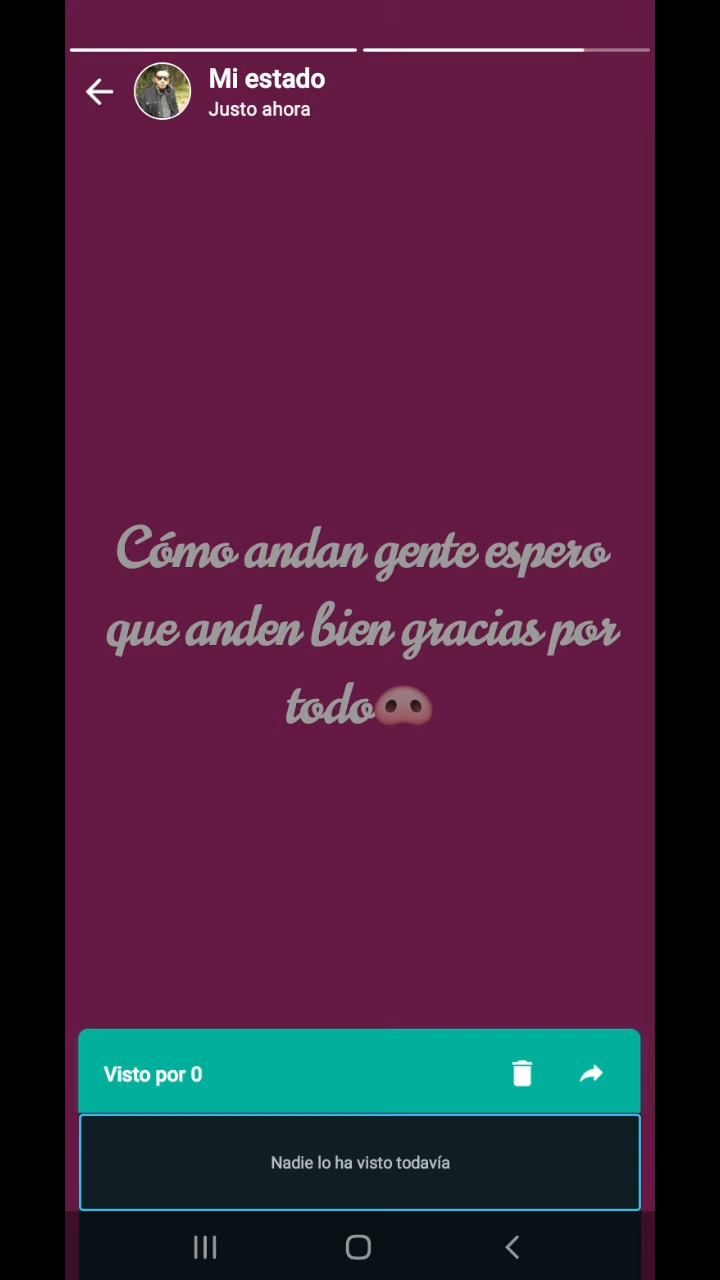 Mi estado
Justo ahora
Cómo andan gente espero
que anden bien gracias por
todo🐽
Visto por 0
Nadie lo ha visto todavía